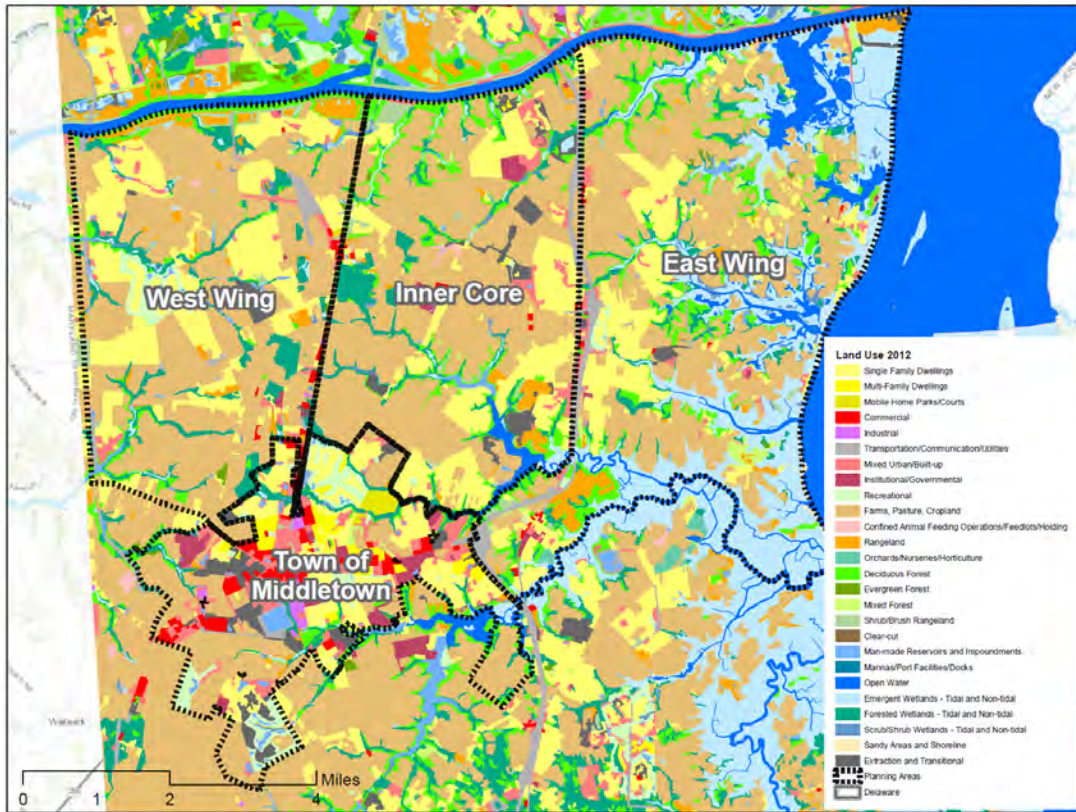 NEW JERSEY
West Wing
Inner Core
East Wing
Town of
Middletown
Warwick
Miles
0 1 2 4
Land Use 2012
Single Family Dwellings
Multi-Family Dwellings
Mobile Home Parks/Courts
Commercial
Industrial
Transportation/Communication/Utilities
Mixed Urban/Built-up
Institutional/Governmental
Recreational
Farms, Pasture, Cropland
Confined Animal Feeding Operations/Feedlots/Holding
Rangeland
Orchards/Nurseries/Horticulture
Deciduous Forest
Evergreen Forest
Mixed Forest
Shrub/Brush Rangeland
Clear-cut
Man-made Reservoirs and Impoundments
Marinas/Port Facilities/Docks
Open Water
Emergent Wetlands - Tidal and Non-tidal
Forested Wetlands - Tidal and Non-tidal
Scrub/Shrub Wetlands - Tidal and Non-tidal
Sandy Areas and Shoreline
Extraction and Transitional
Planning Areas
Delaware